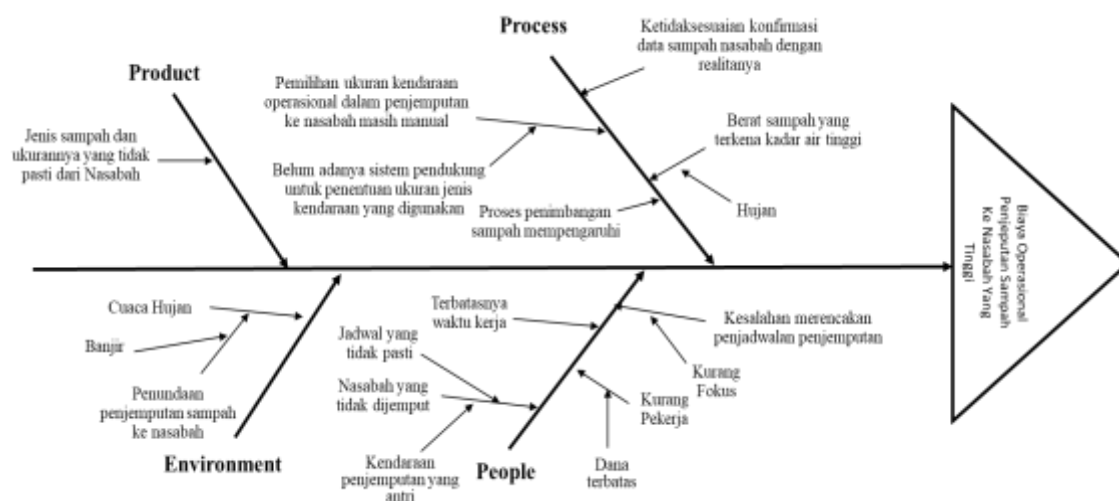 Process
Ketidaksesuaian konfirmasi
data sampah nasabah dengan
realitanya
Product
Pemilihan ukuran kendaraan
operasional dalam penjemputan
ke nasabah masih manual
Jenis sampah dan
ukurannya yang tidak
pasti dari Nasabah
Berat sampah yang
terkena kadar air tinggi
Belum adanya sistem pendukung
untuk penentuan ukuran jenis
kendaraan yang digunakan
Proses penimbangan
sampah mempengaruhi
Hujan
Biaya Operasional
Penjeputan Sampah
Ke Nasabah Yang
Tinggi
Cuaca Hujan
Banjir
Penundaan
penjemputan sampah
ke nasabah
Environment
Terbatasnya
waktu kerja
Jadwal yang
tidak pasti
Nasabah yang
tidak dijemput
Kendaraan
penjemputan yang
antri
People
Kesalahan merencakan
penjadwalan penjemputan
Kurang
Fokus
Kurang
Pekerja
Dana
terbatas